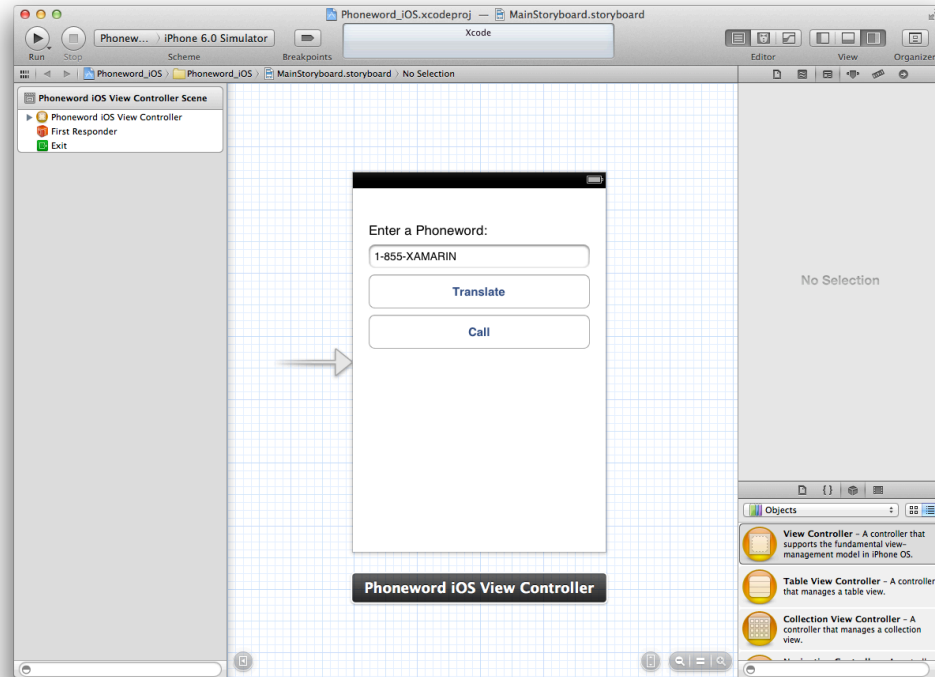 Phoneword_iOS.xcodeproj — MainStoryboard.storyboard
Phonew... iPhone 6.0 Simulator
Xcode
Run Stop Scheme Breakpoints Editor View Organizer
Phoneword_iOS Phoneword_iOS MainStoryboard.storyboard No Selection
Phoneword iOS View Controller Scene
Phoneword iOS View Controller
First Responder
Exit
Enter a Phoneword:
1-855-XAMARIN
Translate
Call
Phoneword iOS View Controller
No Selection
{ }
Objects
View Controller – A controller that
supports the fundamental view-
management model in iPhone OS.
Table View Controller – A controller
that manages a table view.
Collection View Controller – A
controller that manages a collection
view.